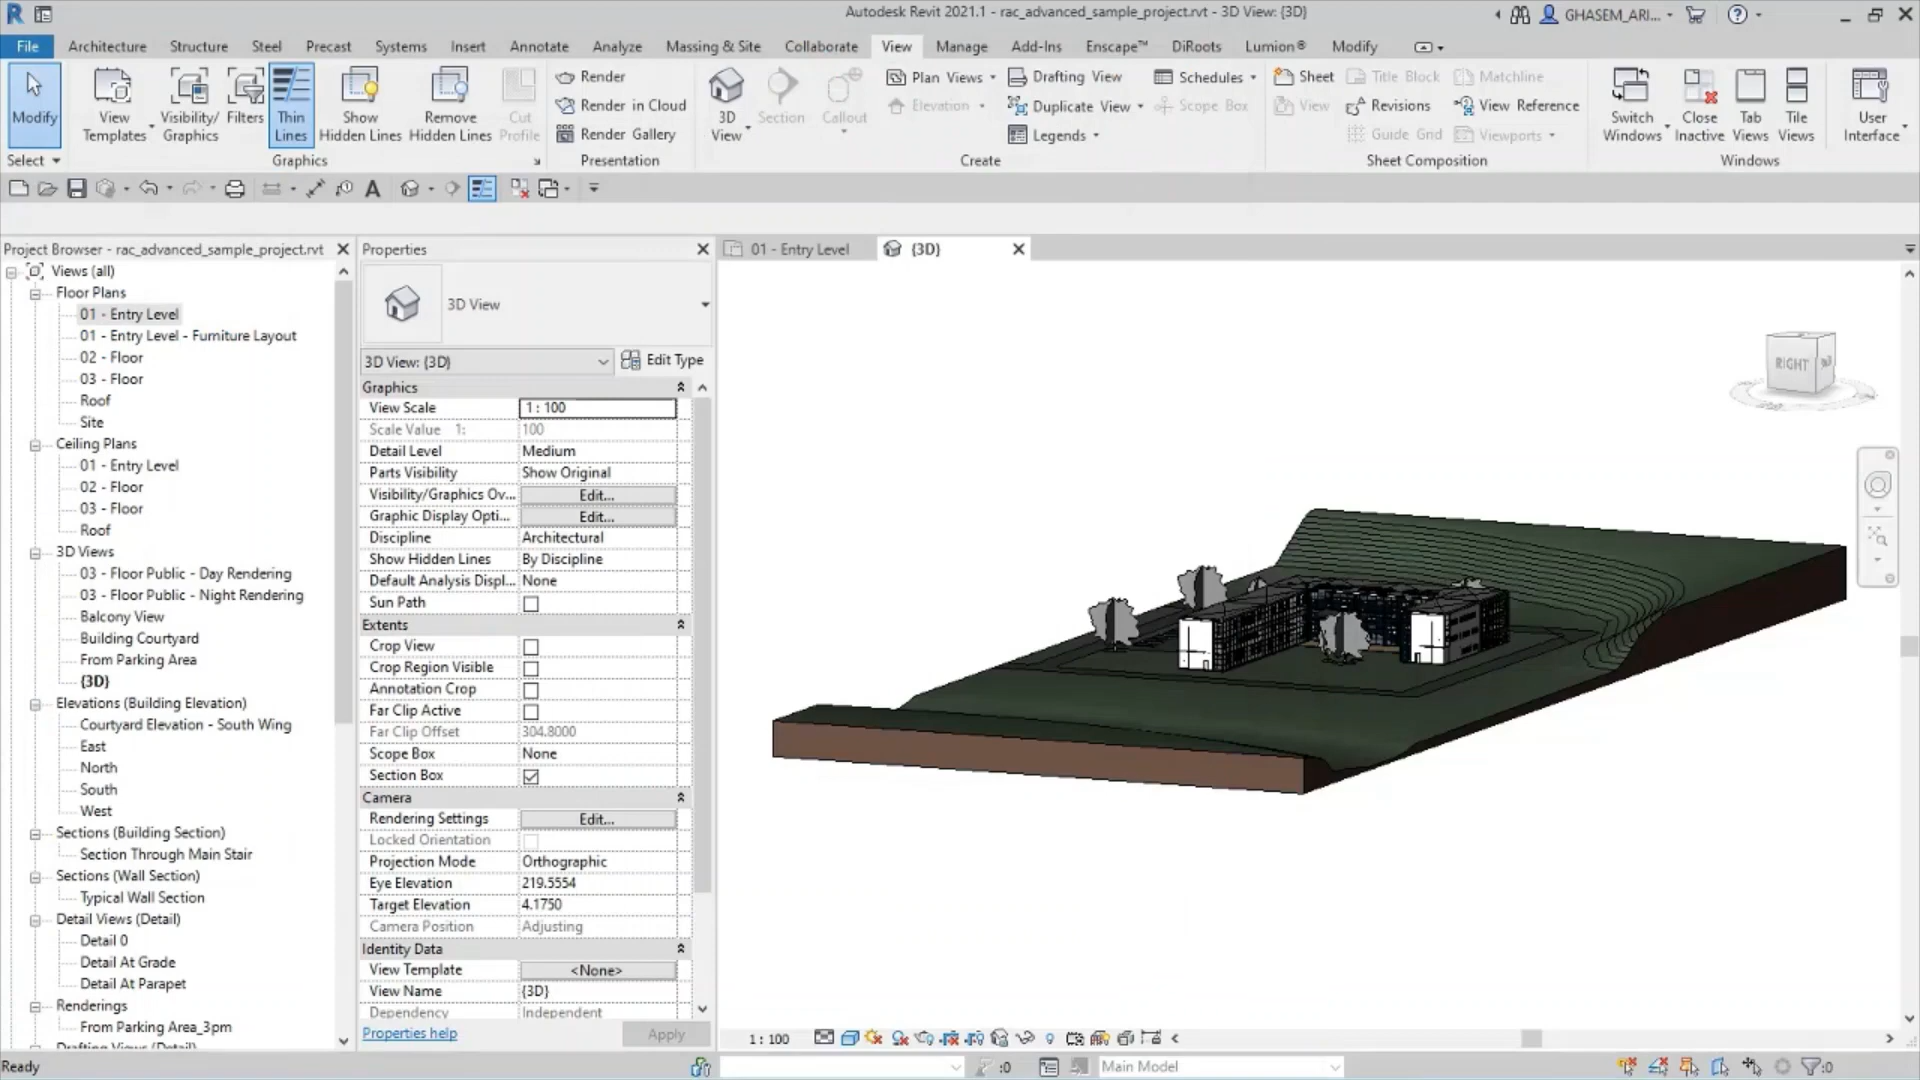 Autodesk Revit 2021.1 - rac_advanced_sample_project.rvt - 3D View: {3D}
GHASEM_ARI...
File Architecture Structure Steel Precast Systems Insert Annotate Analyze Massing & Site Collaborate View Manage Add-Ins Enscape™ DiRoots Lumion® Modify
Modify
View Templates
Visibility/ Graphics
Filters
Thin Lines
Show Hidden Lines
Remove Hidden Lines
Cut Profile
Render
Render in Cloud
Render Gallery
3D View
Section
Callout
Plan Views
Elevation
Drafting View
Duplicate View
Legends
Schedules
Scope Box
Sheet
View
Title Block
Revisions
Guide Grid
Matchline
View Reference
Viewports
Switch Windows
Close Inactive
Tab Views
Tile Views
User Interface
Select Graphics Presentation Create Sheet Composition Windows
Project Browser - rac_advanced_sample_project.rvt
Views (all)
Floor Plans
01 - Entry Level
01 - Entry Level - Furniture Layout
02 - Floor
03 - Floor
Roof
Site
Ceiling Plans
01 - Entry Level
02 - Floor
03 - Floor
Roof
3D Views
03 - Floor Public - Day Rendering
03 - Floor Public - Night Rendering
Balcony View
Building Courtyard
From Parking Area
{3D}
Elevations (Building Elevation)
Courtyard Elevation - South Wing
East
North
South
West
Sections (Building Section)
Section Through Main Stair
Sections (Wall Section)
Typical Wall Section
Detail Views (Detail)
Detail 0
Detail At Grade
Detail At Parapet
Renderings
From Parking Area_3pm
Drafting Views (Detail)
Properties
3D View
3D View: {3D} Edit Type
Graphics
View Scale 1 : 100
Scale Value 1: 100
Detail Level Medium
Parts Visibility Show Original
Visibility/Graphics Ov... Edit...
Graphic Display Opti... Edit...
Discipline Architectural
Show Hidden Lines By Discipline
Default Analysis Displ... None
Sun Path
Extents
Crop View
Crop Region Visible
Annotation Crop
Far Clip Active
Far Clip Offset 304.8000
Scope Box None
Section Box
Camera
Rendering Settings Edit...
Locked Orientation
Projection Mode Orthographic
Eye Elevation 219.5554
Target Elevation 4.1750
Camera Position Adjusting
Identity Data
View Template <None>
View Name {3D}
Dependency Independent
Properties help Apply
01 - Entry Level {3D}
RIGHT
1 : 100
Ready
:0
Main Model
:0